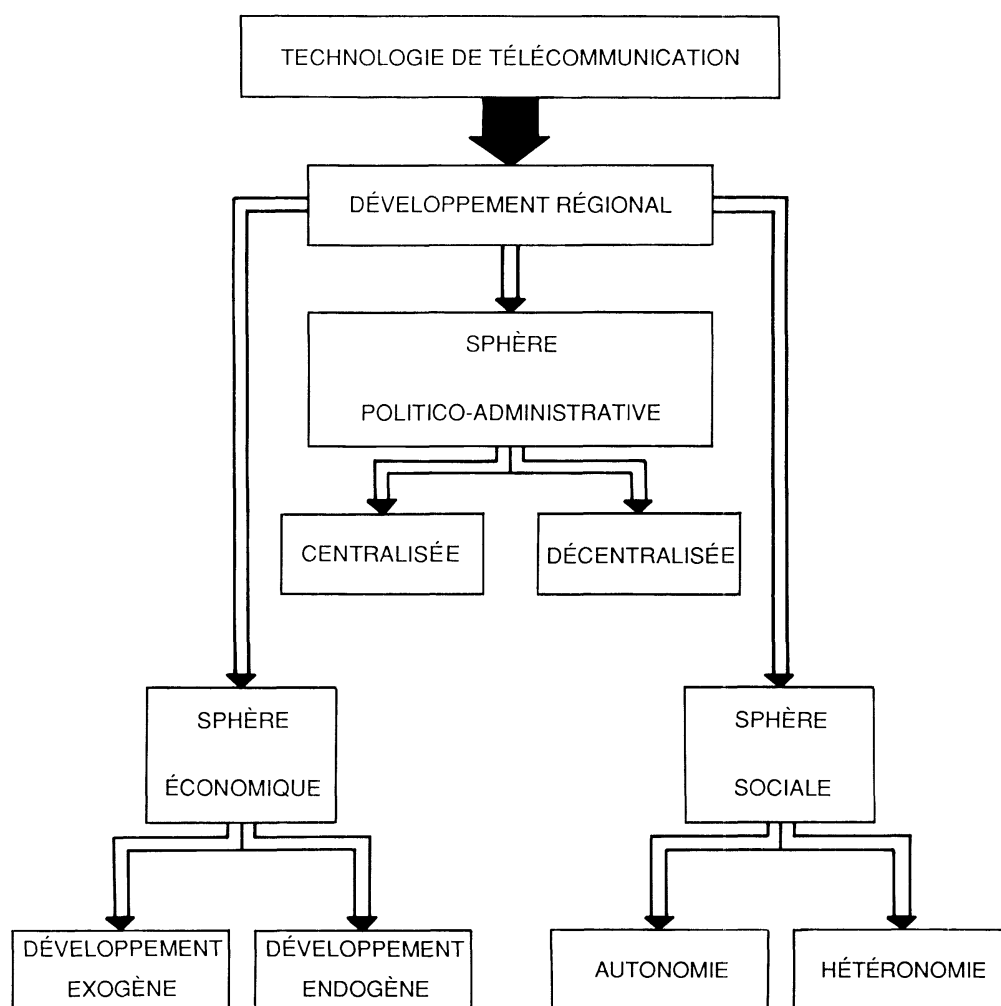 TECHNOLOGIE DE TÉLÉCOMMUNICATION
DÉVELOPPEMENT RÉGIONAL
SPHÈRE
POLITICO-ADMINISTRATIVE
CENTRALISÉE
DÉCENTRALISÉE
SPHÈRE
ÉCONOMIQUE
SPHÈRE
SOCIALE
DÉVELOPPEMENT
EXOGÈNE
DÉVELOPPEMENT
ENDOGÈNE
AUTONOMIE
HÉTÉRONOMIE